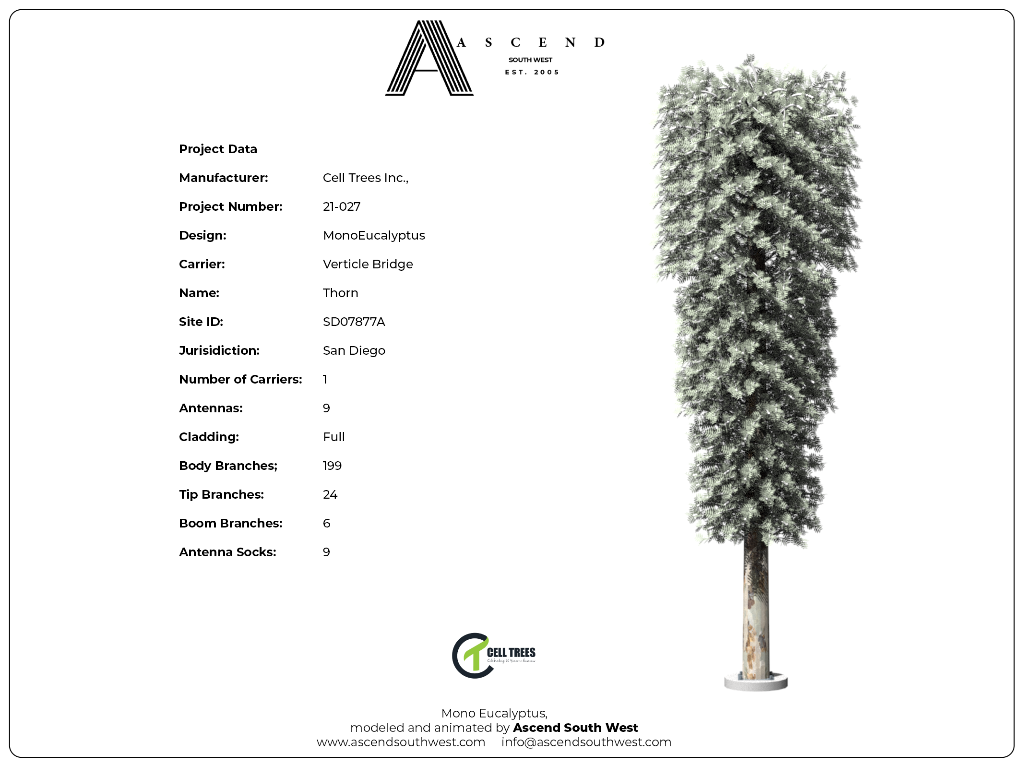 A S C E N D
SOUTH WEST
EST. 2005
Project Data
Manufacturer: Cell Trees Inc.,
Project Number: 21-027
Design: MonoEucalyptus
Carrier: Verticle Bridge
Name: Thorn
Site ID: SD07877A
Jurisidiction: San Diego
Number of Carriers: 1
Antennas: 9
Cladding: Full
Body Branches; 199
Tip Branches: 24
Boom Branches: 6
Antenna Socks: 9
CELL TREES
Mono Eucalyptus,
modeled and animated by Ascend South West
www.ascendsouthwest.com info@ascendsouthwest.com